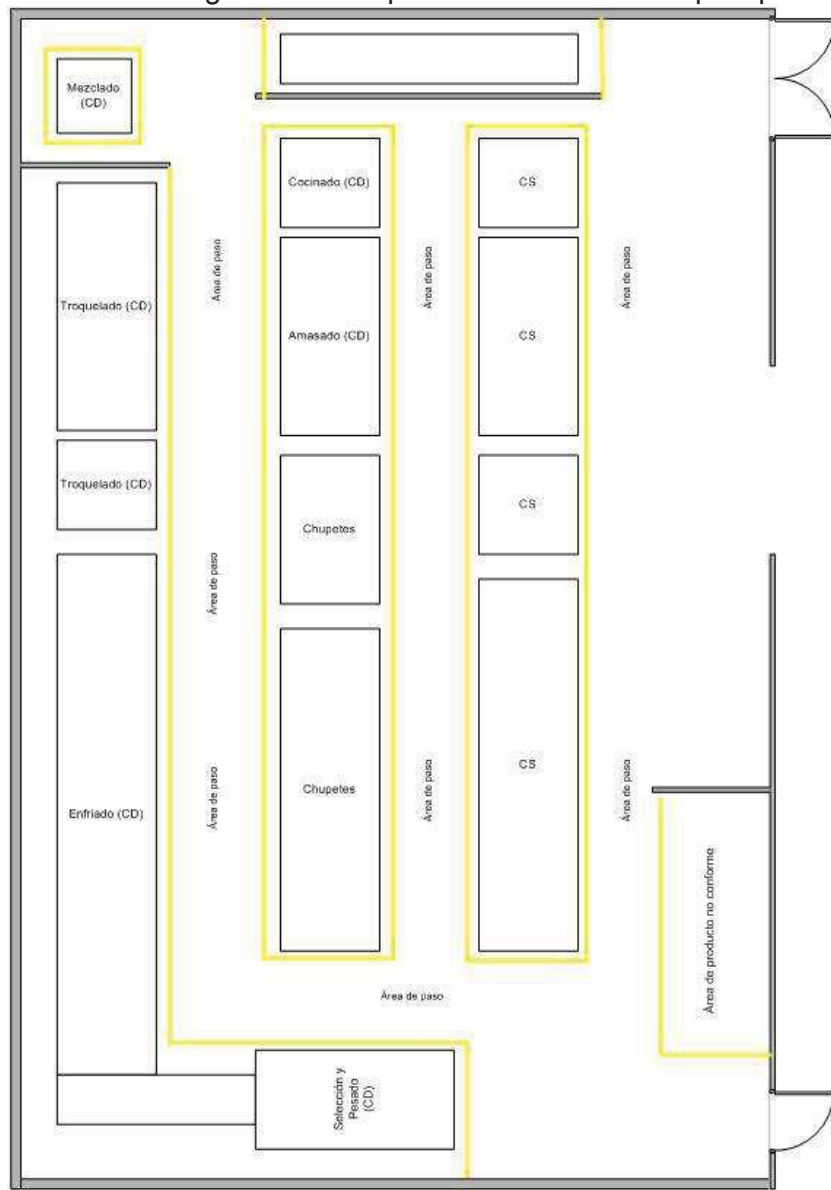 Mezclado
(CD)
Cocinado (CD)
CS
Área de paso
Área de paso
Área de paso
Troquelado (CD)
Amasado (CD)
CS
Troquelado (CD)
Chupetes
CS
Área de paso
Enfriado (CD)
Área de paso
Chupetes
Área de paso
CS
Área de paso
Área de producto no conforme
Área de paso
Selección y
Pesado
(CD)